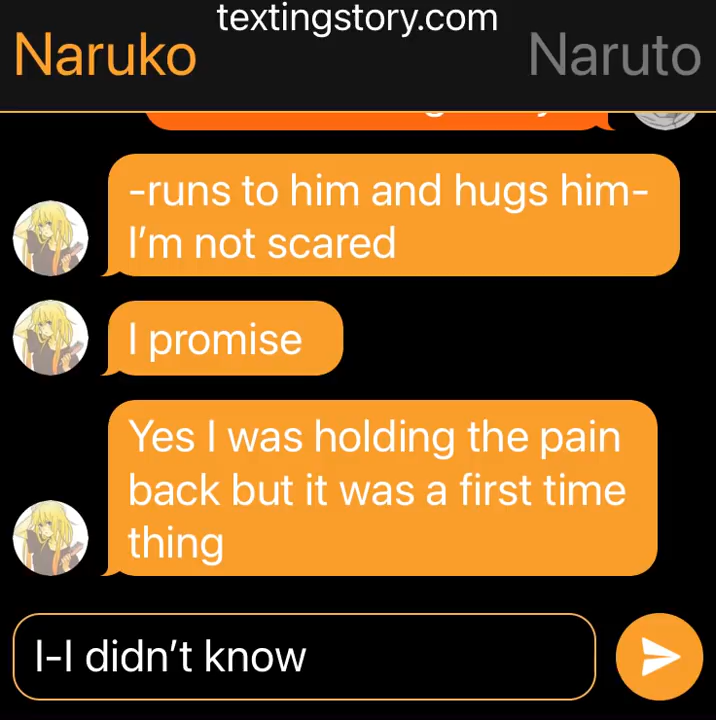 textingstory.com
Naruko Naruto
-runs to him and hugs him-
I’m not scared
I promise
Yes I was holding the pain
back but it was a first time
thing
I-I didn’t know